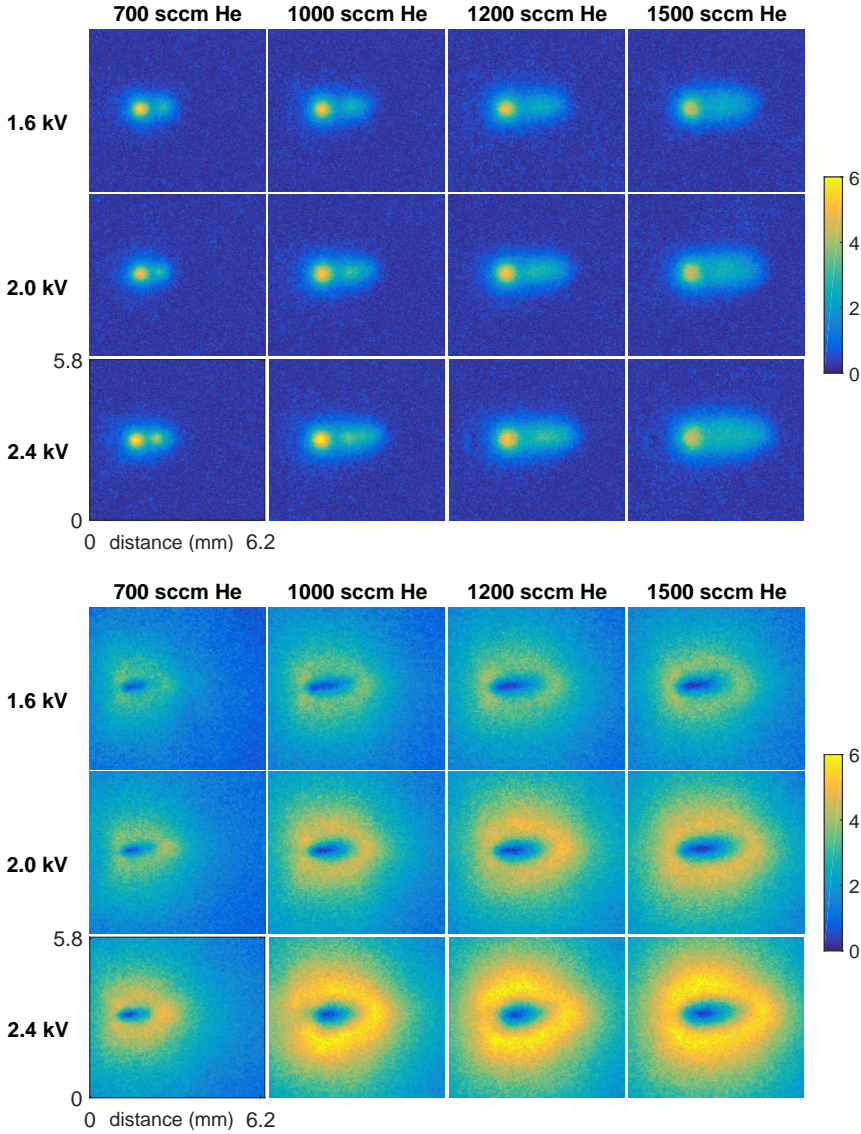 700 sccm He 1000 sccm He 1200 sccm He 1500 sccm He
1.6 kV
6
4
2.0 kV
2
5.8
0
2.4 kV
0
0 distance (mm) 6.2
700 sccm He 1000 sccm He 1200 sccm He 1500 sccm He
1.6 kV
6
4
2.0 kV
2
5.8
0
2.4 kV
0
0 distance (mm) 6.2